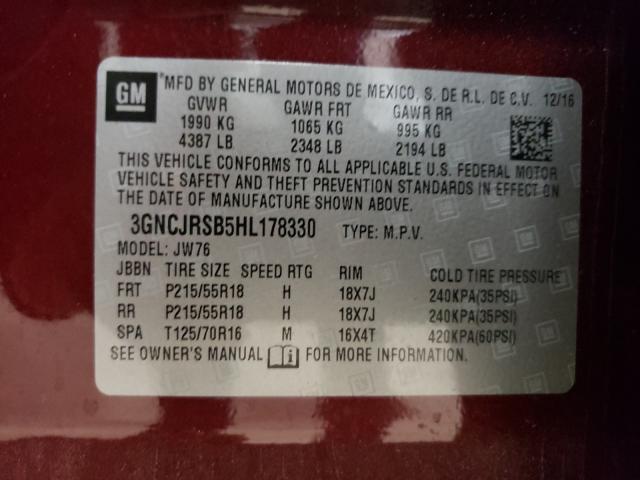 GM
MFD BY GENERAL MOTORS DE MEXICO, S. DE R.L. DE C.V. 12/16
GVWR GAWR FRT GAWR RR
1990 KG 1065 KG 995 KG
4387 LB 2348 LB 2194 LB
THIS VEHICLE CONFORMS TO ALL APPLICABLE U.S. FEDERAL MOTOR
VEHICLE SAFETY AND THEFT PREVENTION STANDARDS IN EFFECT ON
THE DATE OF MANUFACTURE SHOWN ABOVE.
3GNCJRSB5HL178330 TYPE: M.P.V.
MODEL: JW76
JBBN TIRE SIZE SPEED RTG RIM COLD TIRE PRESSURE
FRT P215/55R18 H 18X7J 240KPA(35PSI)
RR P215/55R18 H 18X7J 240KPA(35PSI)
SPA T125/70R16 M 16X4T 420KPA(60PSI)
SEE OWNER'S MANUAL FOR MORE INFORMATION.